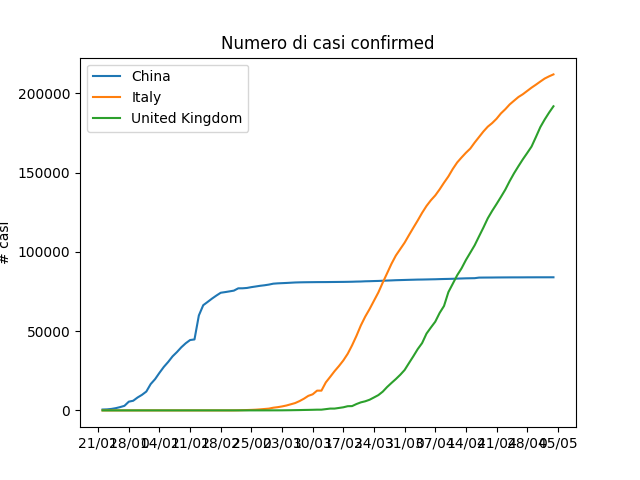 Numero di casi confirmed
China
Italy
United Kingdom
# casi
200000
150000
100000
50000
0
21/01 28/01 04/02 11/02 18/02 25/02 03/03 10/03 17/03 24/03 31/03 07/04 14/04 21/04 28/04 05/05